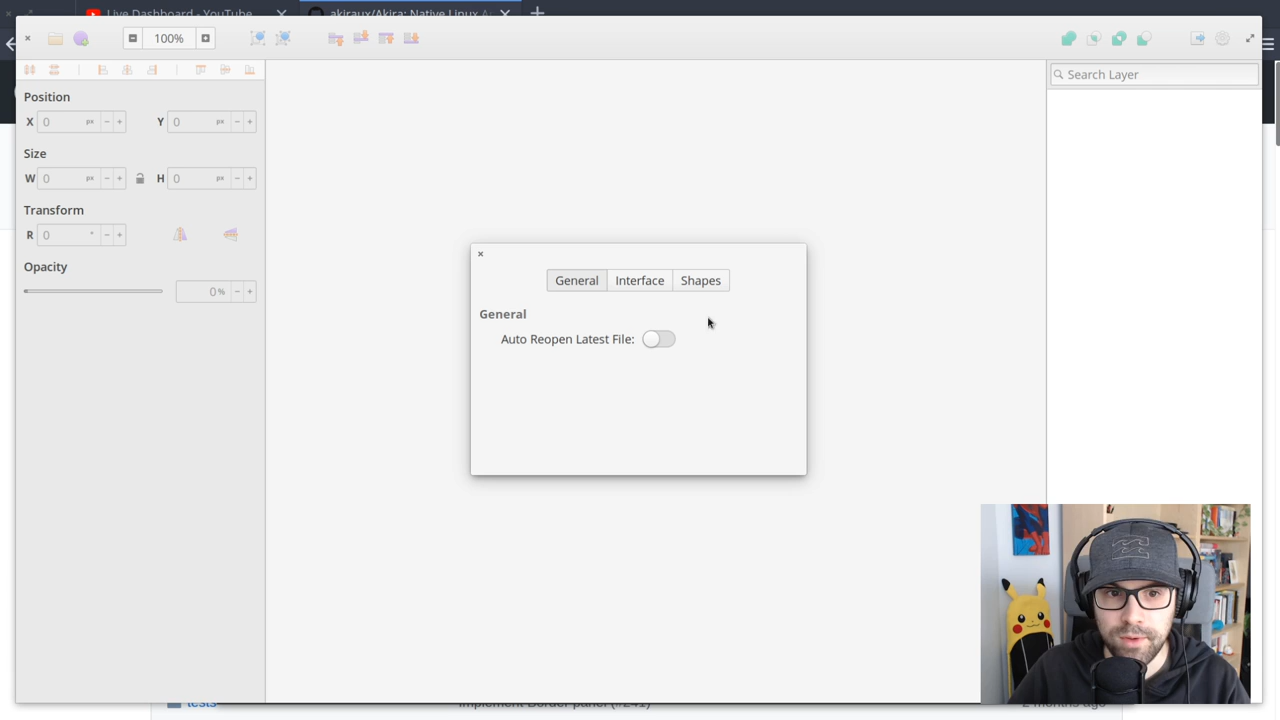 Live Dashboard - YouTube
akiraux/Akira: Native Linux A
100%
Search Layer
Position
X 0 px − +
Y 0 px − +
Size
W 0 px − +
H 0 px − +
Transform
R 0 ° − +
Opacity
0 % − +
General
Interface
Shapes
General
Auto Reopen Latest File:
tests
Implement Border panel (#241)
2 months ago